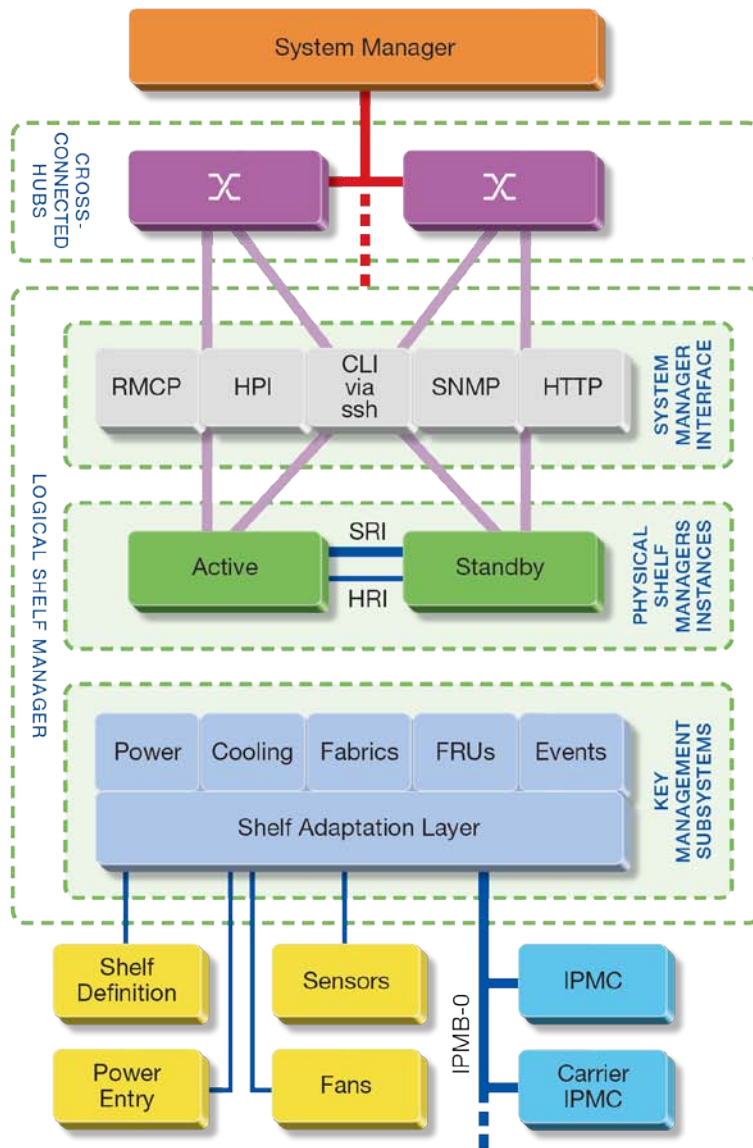 System Manager
CROSS-
CONNECTED
HUBS
LOGICAL SHELF MANAGER
RMCP
HPI
CLI
via
ssh
SNMP
HTTP
SYSTEM
MANAGER
INTERFACE
Active
SRI
HRI
Standby
PHYSICAL
SHELF
MANAGERS
INSTANCES
Power
Cooling
Fabrics
FRUs
Events
Shelf Adaptation Layer
KEY
MANAGEMENT
SUBSYSTEMS
Shelf
Definition
Sensors
IPMB-0
IPMC
Power
Entry
Fans
Carrier
IPMC